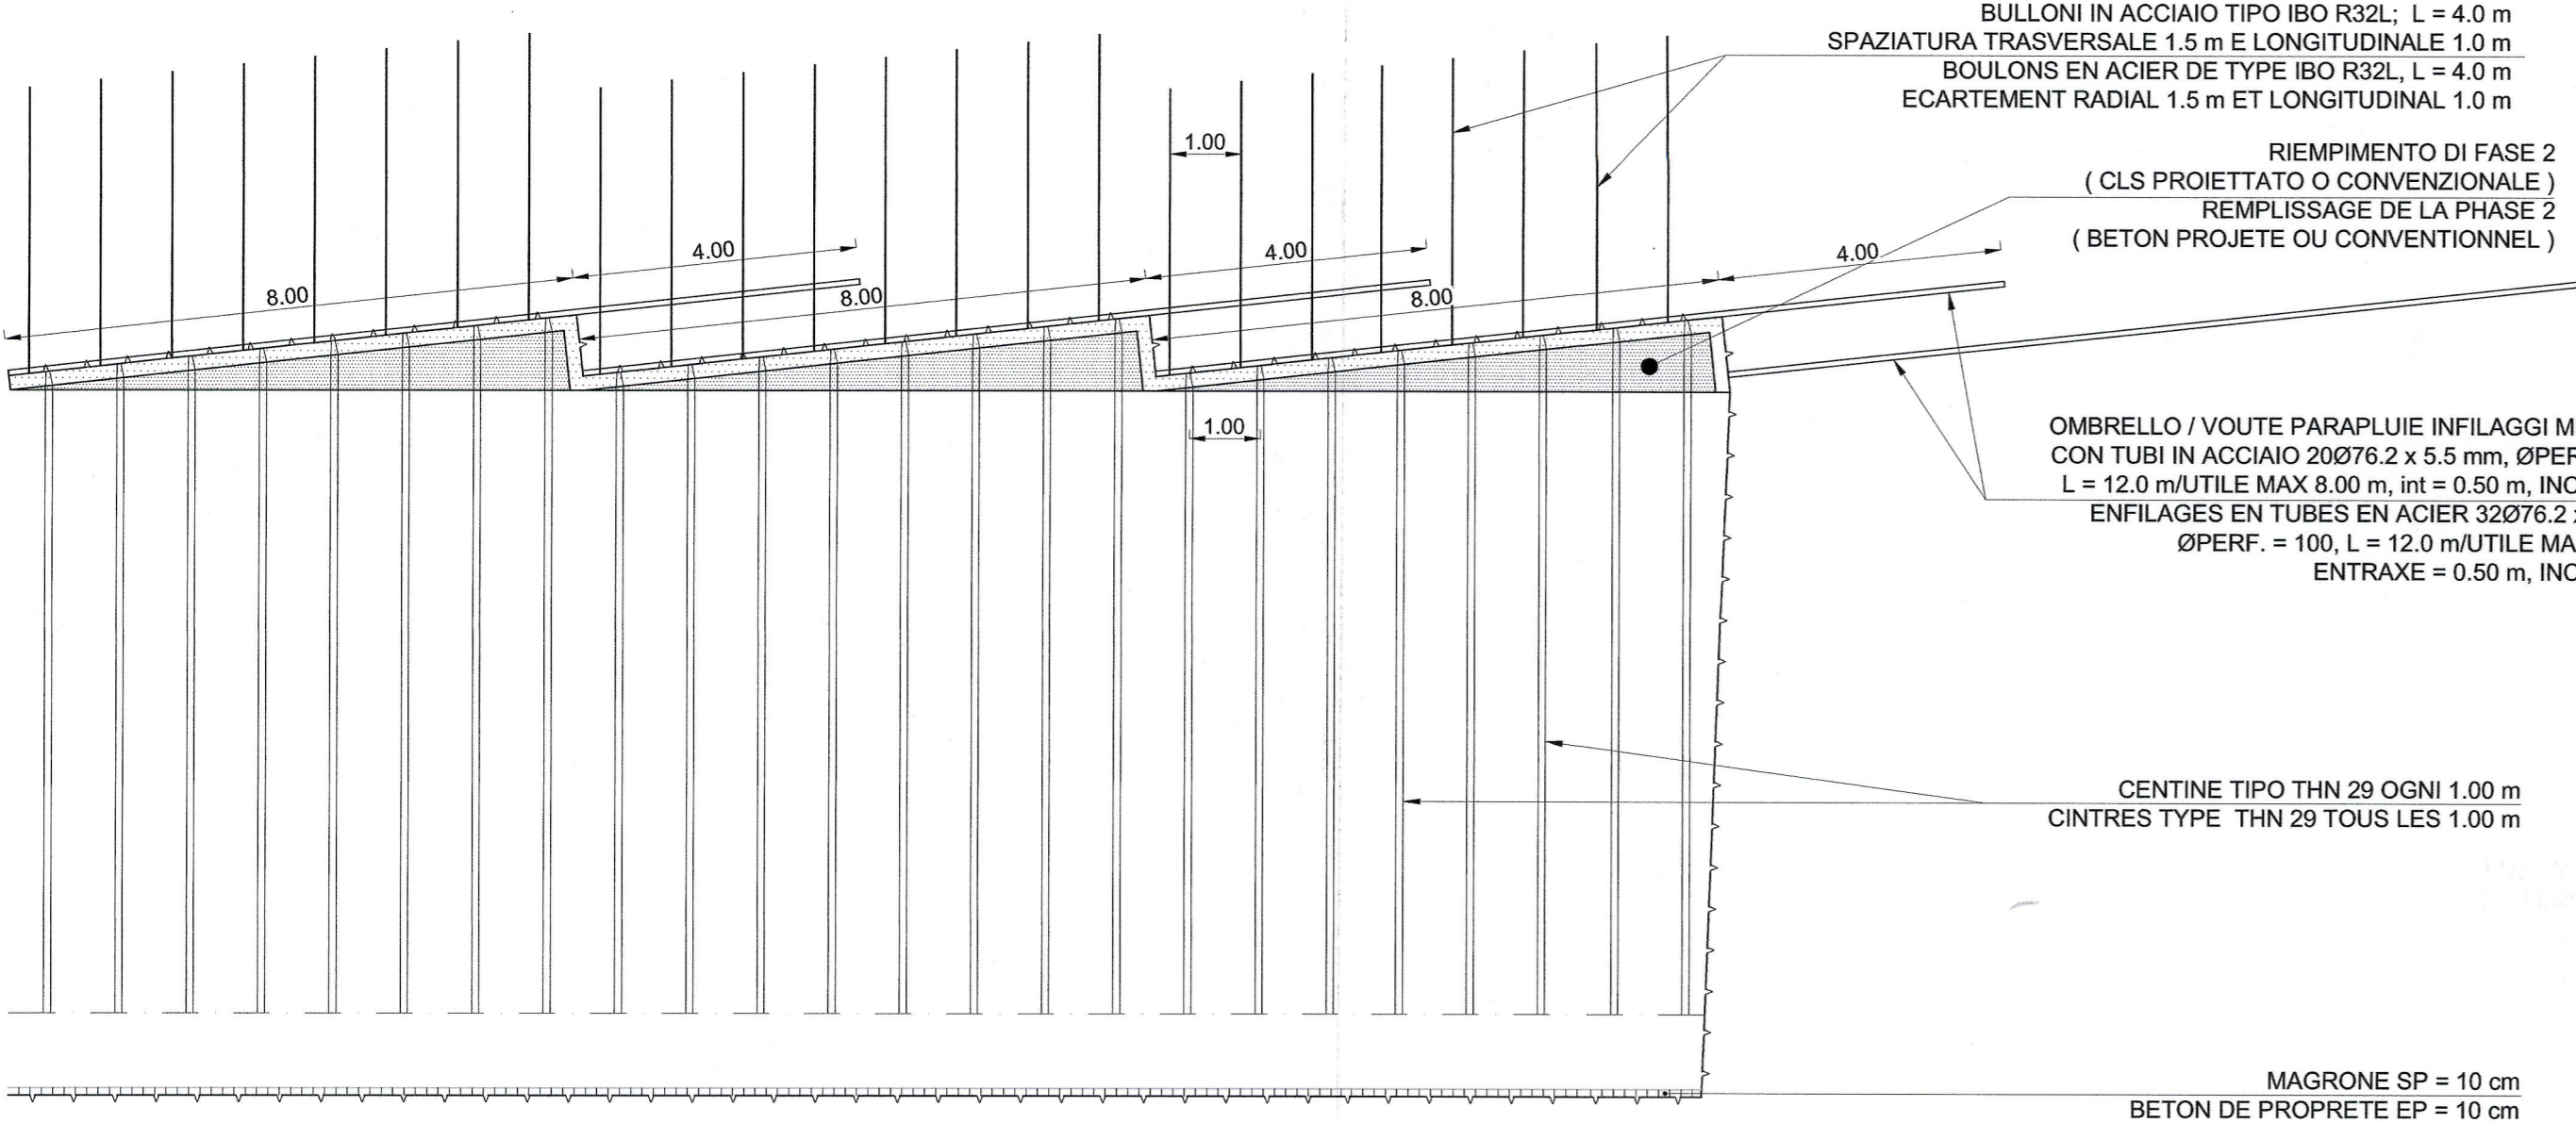 BULLONI IN ACCIAIO TIPO IBO R32L; L = 4.0 m
SPAZIATURA TRASVERSALE 1.5 m E LONGITUDINALE 1.0 m
BOULONS EN ACIER DE TYPE IBO R32L, L = 4.0 m
ECARTEMENT RADIAL 1.5 m ET LONGITUDINAL 1.0 m
1.00
RIEMPIMENTO DI FASE 2
( CLS PROIETTATO O CONVENZIONALE )
REMPLISSAGE DE LA PHASE 2
( BETON PROJETE OU CONVENTIONNEL )
4.00
4.00
4.00
8.00
8.00
8.00
1.00
OMBRELLO / VOUTE PARAPLUIE INFILAGGI M
CON TUBI IN ACCIAIO 20Ø76.2 x 5.5 mm, ØPER
L = 12.0 m/UTILE MAX 8.00 m, int = 0.50 m, INC
ENFILAGES EN TUBES EN ACIER 32Ø76.2 x
ØPERF. = 100, L = 12.0 m/UTILE MA
ENTRAXE = 0.50 m, INC
CENTINE TIPO THN 29 OGNI 1.00 m
CINTRES TYPE THN 29 TOUS LES 1.00 m
MAGRONE SP = 10 cm
BETON DE PROPRETE EP = 10 cm